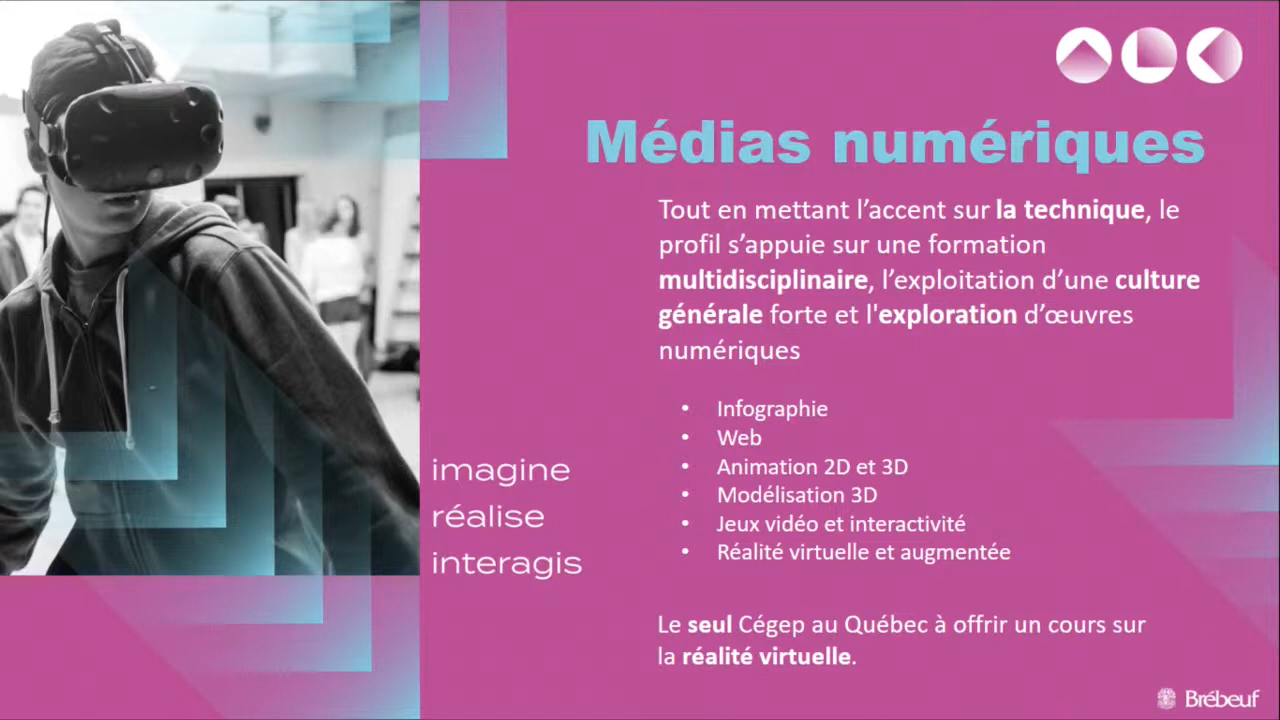 Médias numériques
Tout en mettant l’accent sur la technique, le
profil s’appuie sur une formation
multidisciplinaire, l’exploitation d’une culture
générale forte et l'exploration d’œuvres
numériques
• Infographie
• Web
• Animation 2D et 3D
• Modélisation 3D
• Jeux vidéo et interactivité
• Réalité virtuelle et augmentée
imagine
réalise
interagis
Le seul Cégep au Québec à offrir un cours sur
la réalité virtuelle.
Brébeuf